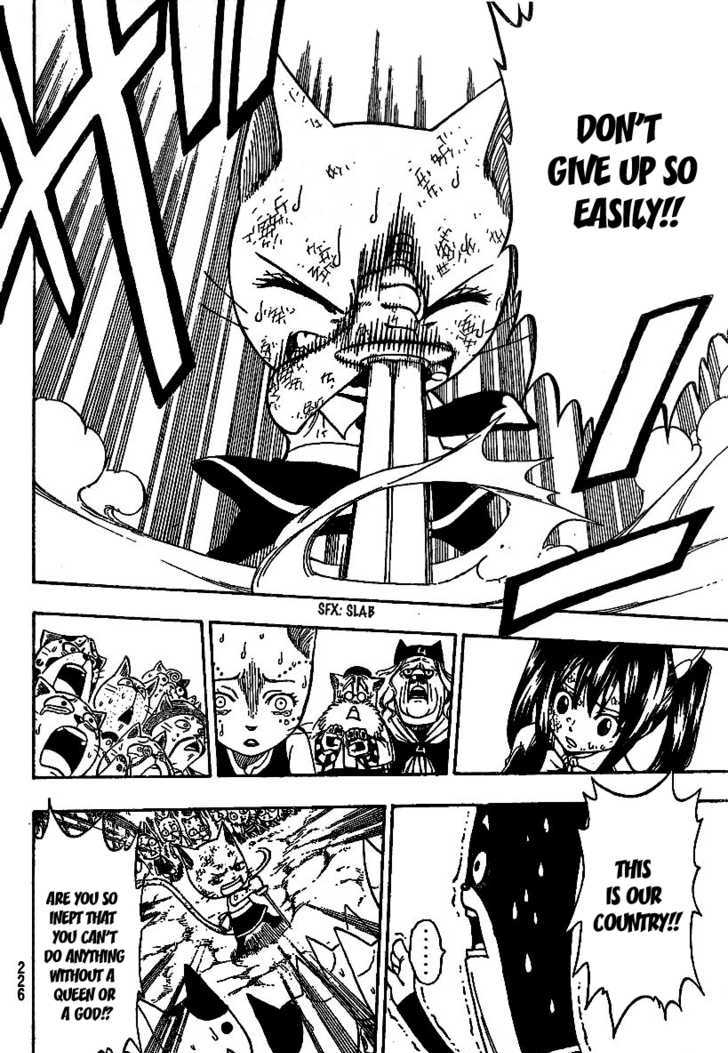 DON'T
GIVE UP SO
EASILY!!
SFX: SLAB
THIS
IS OUR
COUNTRY!!
......
ARE YOU SO
INEPT THAT
YOU CAN'T
DO ANYTHING
WITHOUT A
QUEEN OR
A GOD!?
226